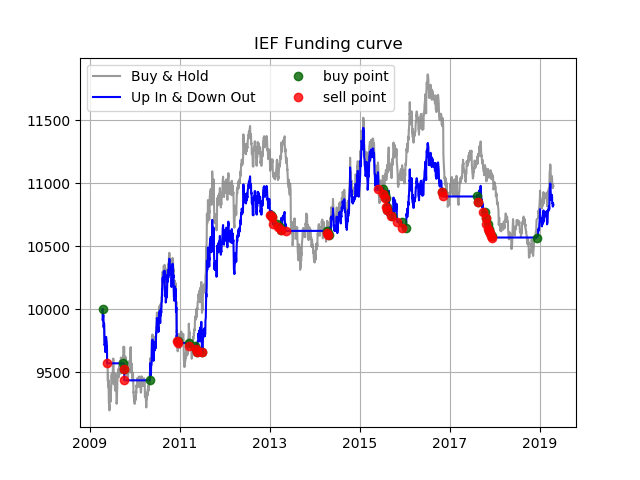 IEF Funding curve
Buy & Hold
Up In & Down Out
buy point
sell point
11500
11000
10500
10000
9500
2009
2011
2013
2015
2017
2019